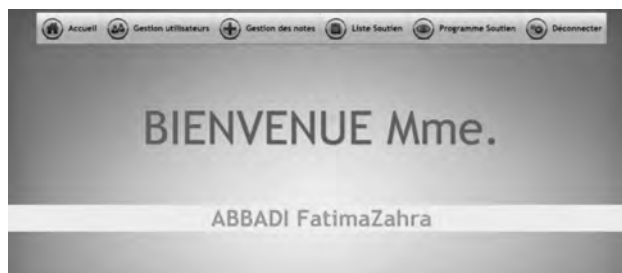 Accueil Gestion utilisateurs Gestion des notes Liste Soutien Programme Soutien Déconnecter
BIENVENUE Mme.
ABBADI FatimaZahra